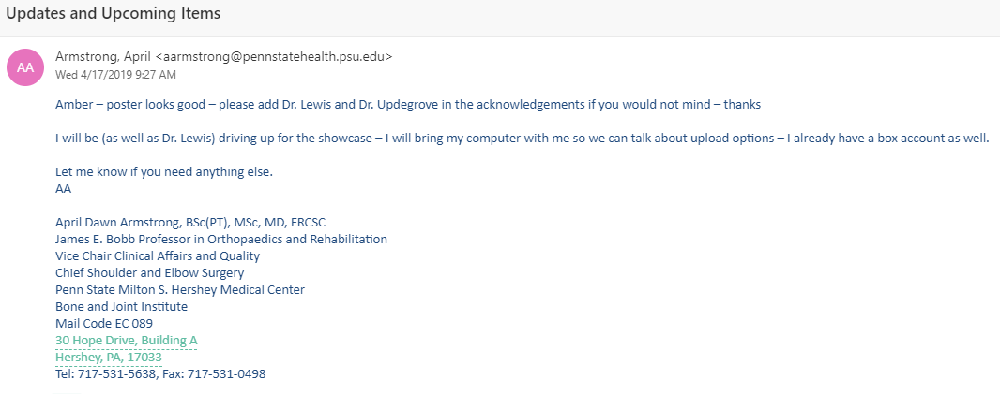 Updates and Upcoming Items
AA
Armstrong, April <aarmstrong@pennstatehealth.psu.edu>
Wed 4/17/2019 9:27 AM
Amber – poster looks good – please add Dr. Lewis and Dr. Updegrove in the acknowledgements if you would not mind – thanks
I will be (as well as Dr. Lewis) driving up for the showcase – I will bring my computer with me so we can talk about upload options – I already have a box account as well.
Let me know if you need anything else.
AA
April Dawn Armstrong, BSc(PT), MSc, MD, FRCSC
James E. Bobb Professor in Orthopaedics and Rehabilitation
Vice Chair Clinical Affairs and Quality
Chief Shoulder and Elbow Surgery
Penn State Milton S. Hershey Medical Center
Bone and Joint Institute
Mail Code EC 089
30 Hope Drive, Building A
Hershey, PA, 17033
Tel: 717-531-5638, Fax: 717-531-0498